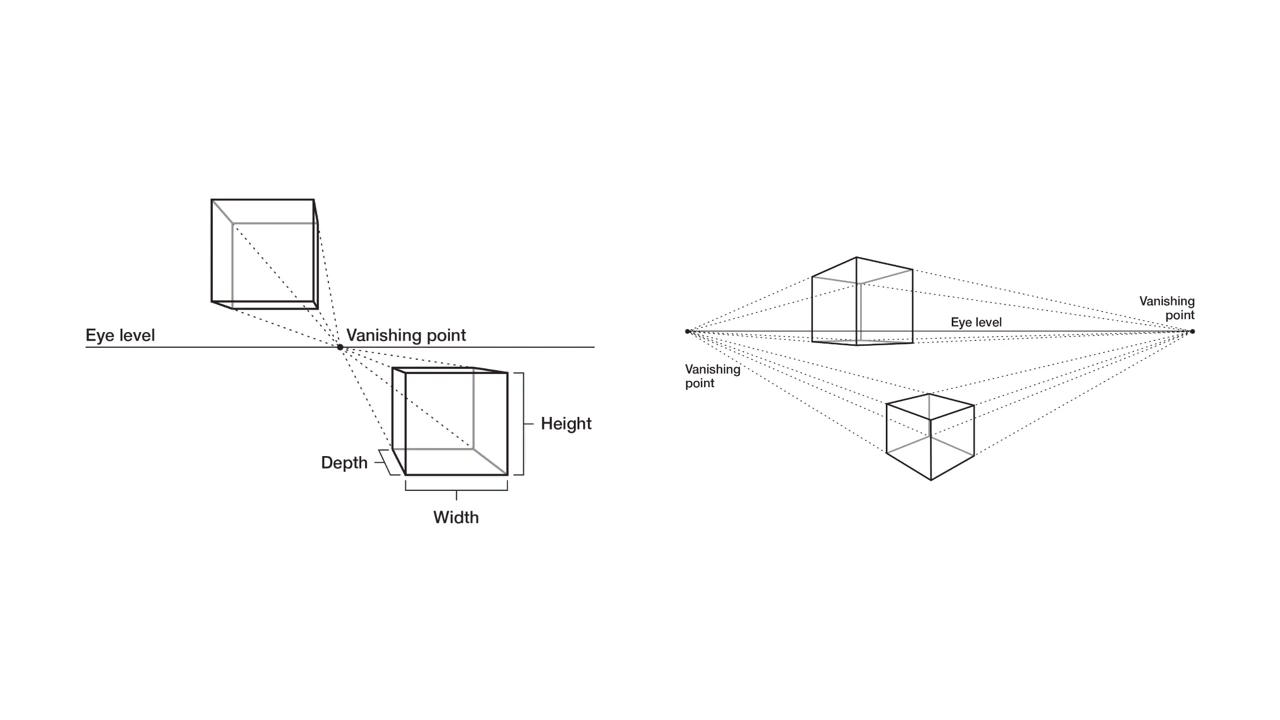 Eye level
Vanishing point
Height
Depth
Width
Vanishing
point
Eye level
Vanishing
point